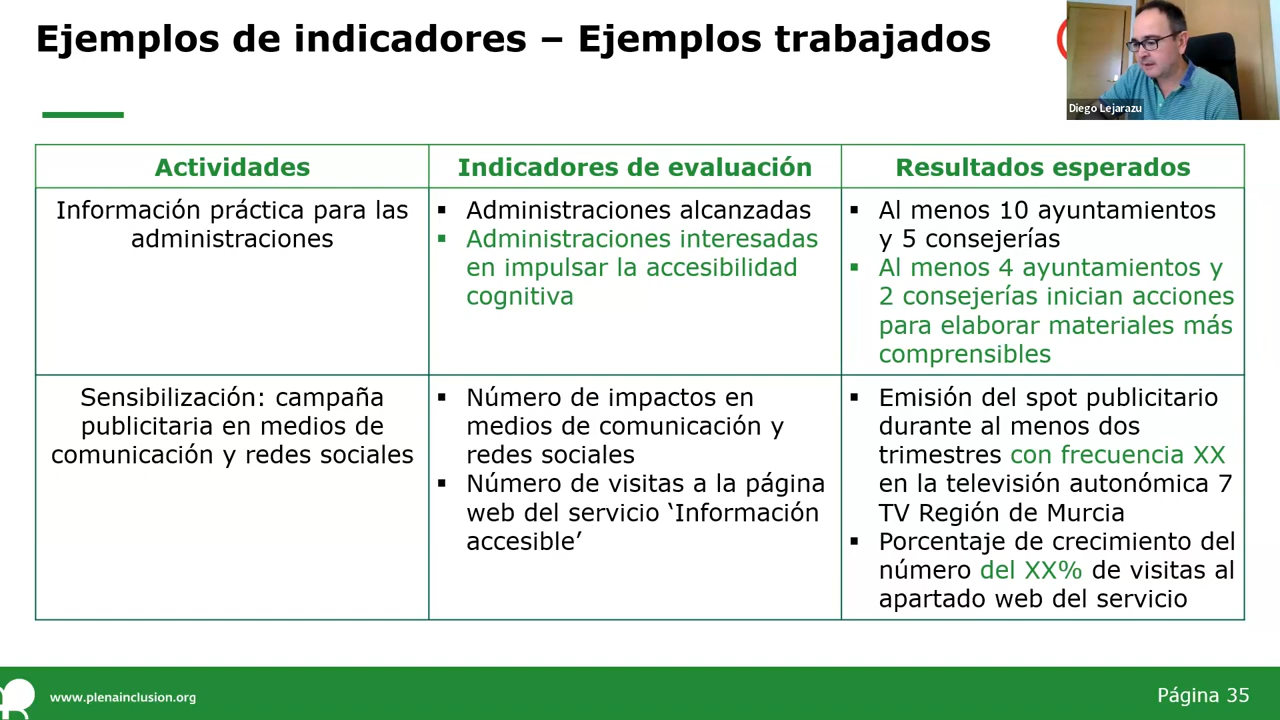 Ejemplos de indicadores – Ejemplos trabajados
Diego Lejarazu
Actividades
Indicadores de evaluación
Resultados esperados
Información práctica para las
administraciones
▪ Administraciones alcanzadas
▪ Administraciones interesadas
en impulsar la accesibilidad
cognitiva
▪ Al menos 10 ayuntamientos
y 5 consejerías
▪ Al menos 4 ayuntamientos y
2 consejerías inician acciones
para elaborar materiales más
comprensibles
Sensibilización: campaña
publicitaria en medios de
comunicación y redes sociales
▪ Número de impactos en
medios de comunicación y
redes sociales
▪ Número de visitas a la página
web del servicio ‘Información
accesible’
▪ Emisión del spot publicitario
durante al menos dos
trimestres con frecuencia XX
en la televisión autonómica 7
TV Región de Murcia
▪ Porcentaje de crecimiento del
número del XX% de visitas al
apartado web del servicio
www.plenainclusion.org
Página 35